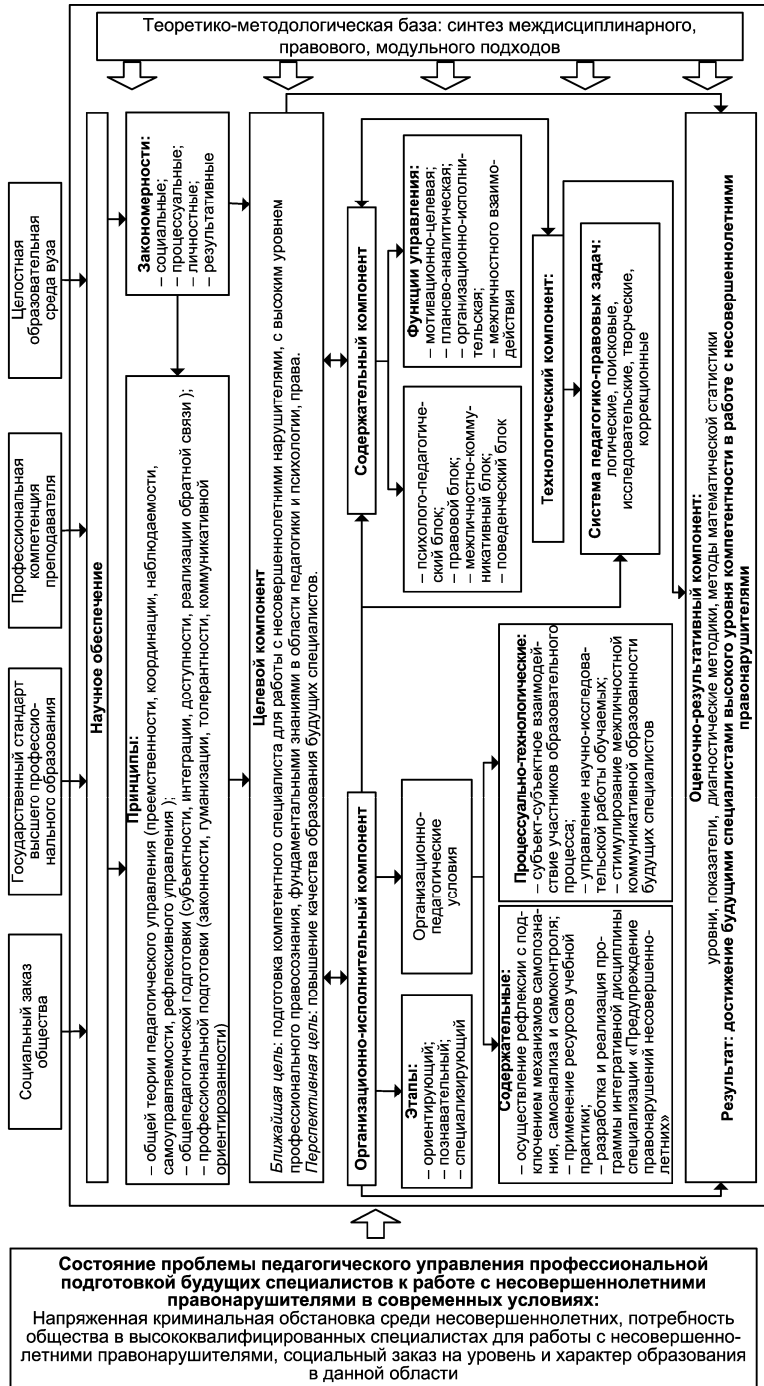 Теоретико-методологическая база: синтез междисциплинарного,
правового, модульного подходов
Социальный заказ
общества
Государственный стандарт
высшего профессио-
нального образования
Профессиональная
компетенция
преподавателя
Целостная
образовательная
среда вуза
Научное обеспечение
Принципы:
– общей теории педагогического управления (преемственности, координации, наблюдаемости,
самоуправляемости, рефлексивного управления );
– общепедагогической подготовки (субъектности, интеграции, доступности, реализации обратной связи );
– профессиональной подготовки (законности, гуманизации, толерантности, коммуникативной
ориентированности)
Закономерности:
– социальные;
– процессуальные;
– личностные;
– результативные
Целевой компонент
Ближайшая цель: подготовка компетентного специалиста для работы с несовершеннолетними нарушителями, с высоким уровнем
профессионального правосознания, фундаментальными знаниями в области педагогики и психологии, права.
Перспективная цель: повышение качества образования будущих специалистов.
Организационно-исполнительный компонент
Содержательный компонент
Этапы:
– ориентирующий;
– познавательный;
– специализирующий
Организационно-
педагогические
условия
– психолого-педагогиче-
ский блок;
– правовой блок;
– межличностно-комму-
никативный блок;
– поведенческий блок
Функции управления:
– мотивационно-целевая;
– планово-аналитическая;
– организационно-исполни-
тельская;
– межличностного взаимо-
действия
Содержательные:
– осуществление рефлексии с под-
ключением механизмов самопозна-
ния, самоанализа и самоконтроля;
– применение ресурсов учебной
практики;
– разработка и реализация про-
граммы интегративной дисциплины
специализации «Предупреждение
правонарушений несовершенно-
летних»
Процессуально-технологические:
– субъект-субъектное взаимодей-
ствие участников образовательного
процесса;
– управление научно-исследова-
тельской работы обучаемых;
– стимулирование межличностной
коммуникативной образованности
будущих специалистов
Технологический компонент:
Система педагогико-правовых задач:
логические, поисковые,
исследовательские, творческие,
коррекционные
Оценочно-результативный компонент:
уровни, показатели, диагностические методики, методы математической статистики
Результат: достижение будущими специалистами высокого уровня компетентности в работе с несовершеннолетними
правонарушителями
Состояние проблемы педагогического управления профессиональной
подготовкой будущих специалистов к работе с несовершеннолетними
правонарушителями в современных условиях:
Напряженная криминальная обстановка среди несовершеннолетних, потребность
общества в высококвалифицированных специалистах для работы с несовершенно-
летними правонарушителями, социальный заказ на уровень и характер образования
в данной области